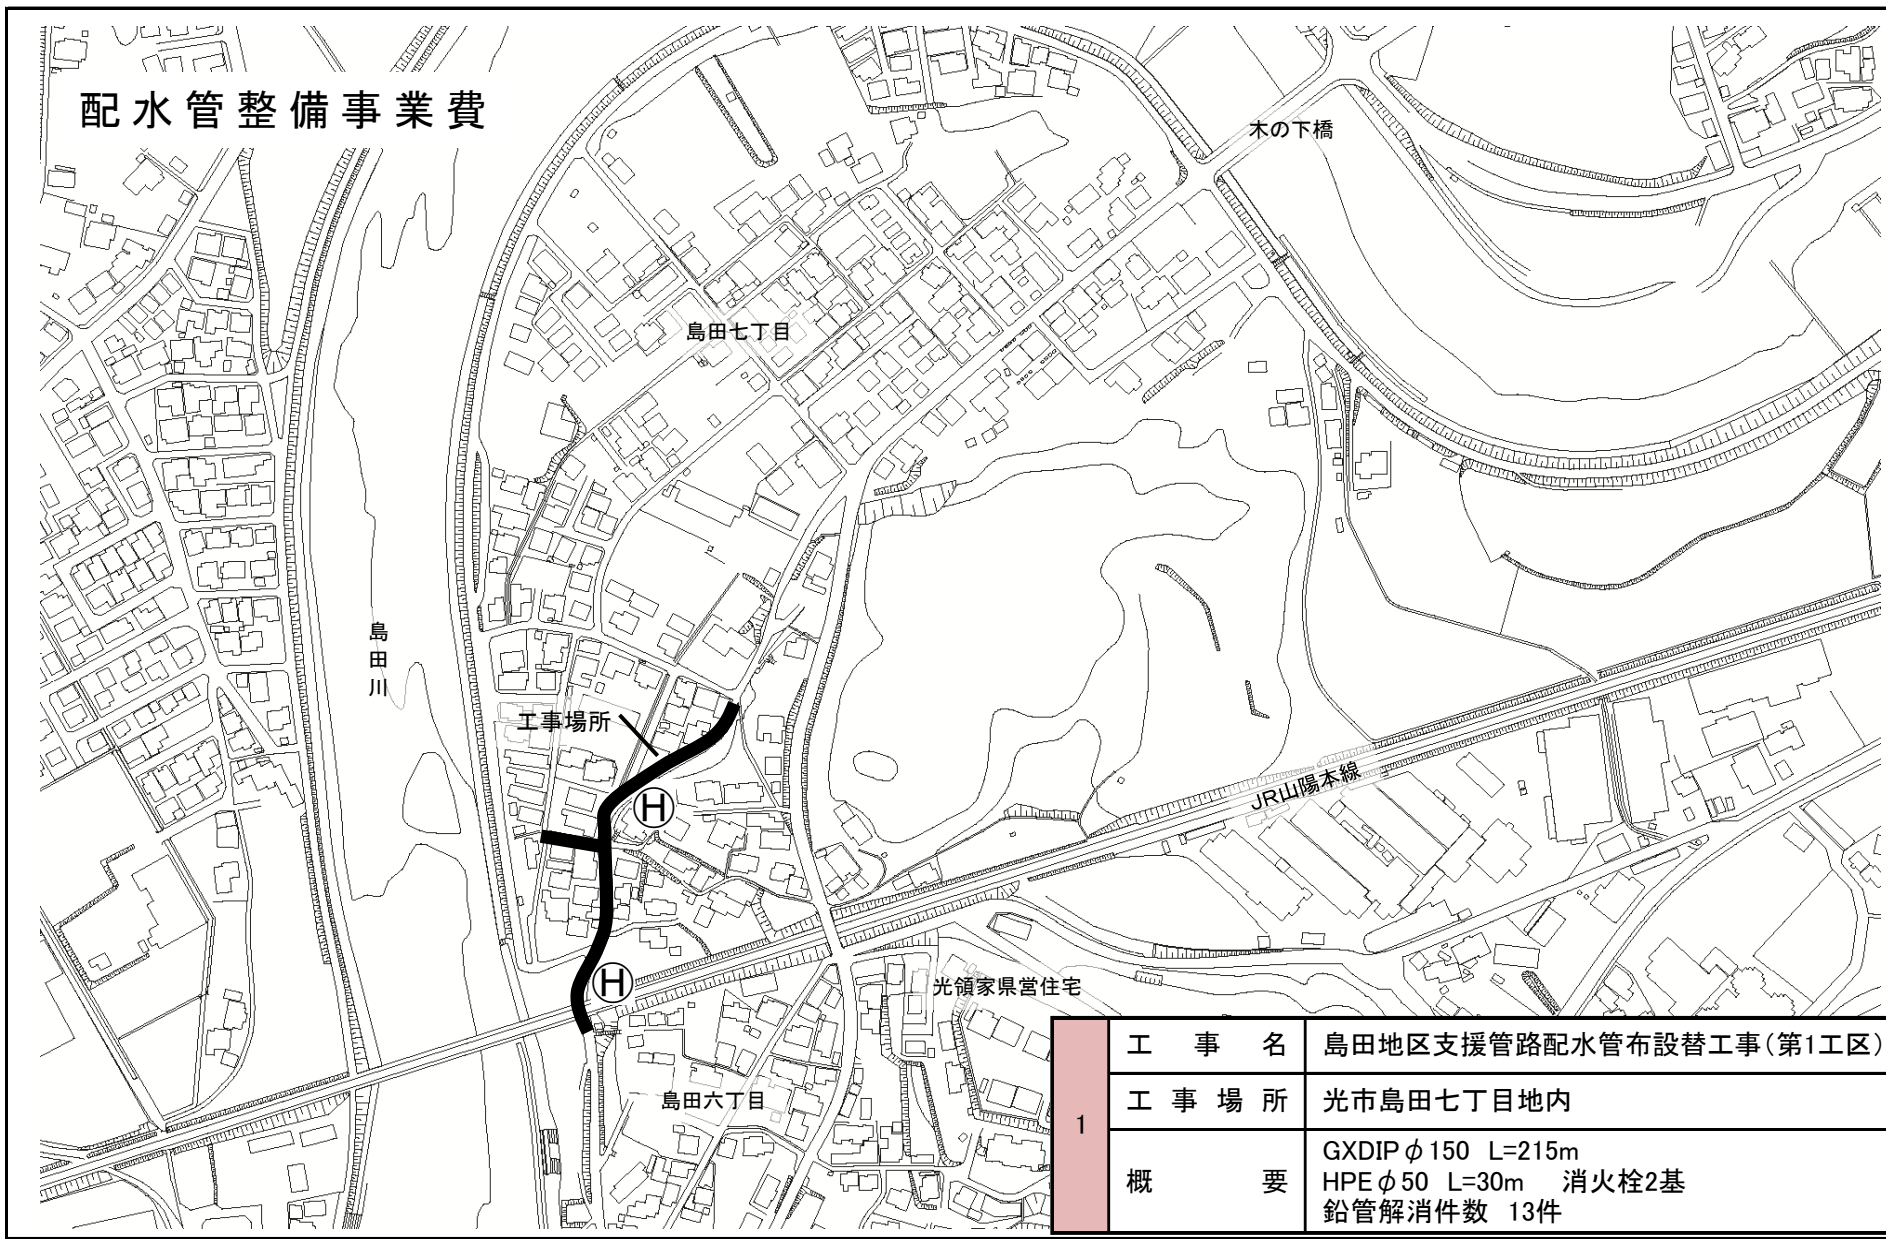 配水管整備事業費
木の下橋
島田七丁目
島田川
工事場所
H
JR山陽本線
H
光領家県営住宅
島田六丁目
1
工事名 島田地区支援管路配水管布設替工事(第1工区)
工事場所 光市島田七丁目地内
概要 GXDIPφ150 L=215m
HPEφ50 L=30m 消火栓2基
鉛管解消件数 13件